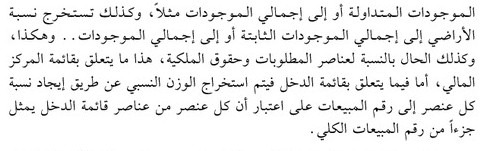 الموجودات المتداولة أو إلى إجمالي الموجودات مثلاً، وكذلك تستخرج نسبة
الأراضي إلى إجمالي الموجودات الثابتة أو إلى إجمالي الموجودات.. وهكذا،
وكذلك الحال بالنسبة لعناصر المطلوبات وحقوق الملكية، هذا ما يتعلق بقائمة المركز
المالي، أما فيما يتعلق بقائمة الدخل فيتم استخراج الوزن النسبي عن طريق إيجاد نسبة
كل عنصر إلى رقم المبيعات على اعتبار أن كل عنصر من عناصر قائمة الدخل يمثل
جزءاً من رقم المبيعات الكلي.